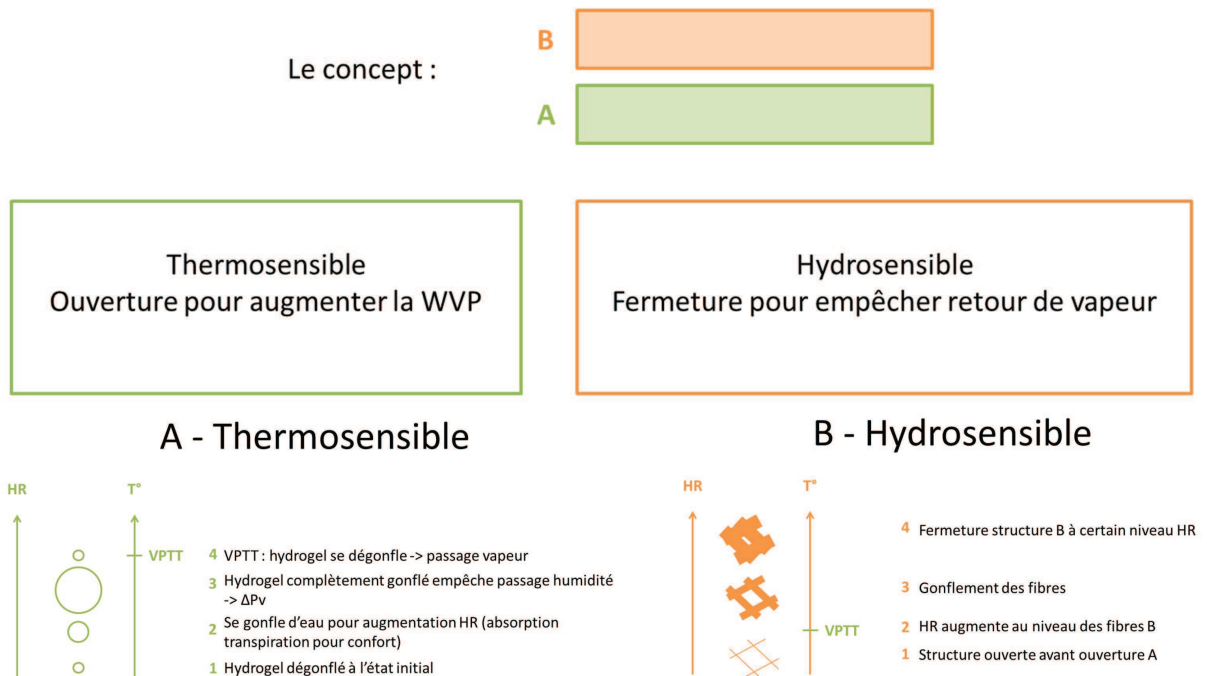 B
Le concept :
A
Thermosensible
Ouverture pour augmenter la WVP
Hydrosensible
Fermeture pour empêcher retour de vapeur
A - Thermosensible
HR
T°
VPTT
4 VPTT : hydrogel se dégonfle -> passage vapeur
3 Hydrogel complètement gonflé empêche passage humidité
-> ΔPv
2 Se gonfle d'eau pour augmentation HR (absorption
transpiration pour confort)
1 Hydrogel dégonflé à l'état initial
B - Hydrosensible
HR
T°
4 Fermeture structure B à certain niveau HR
3 Gonflement des fibres
VPTT
2 HR augmente au niveau des fibres B
1 Structure ouverte avant ouverture A